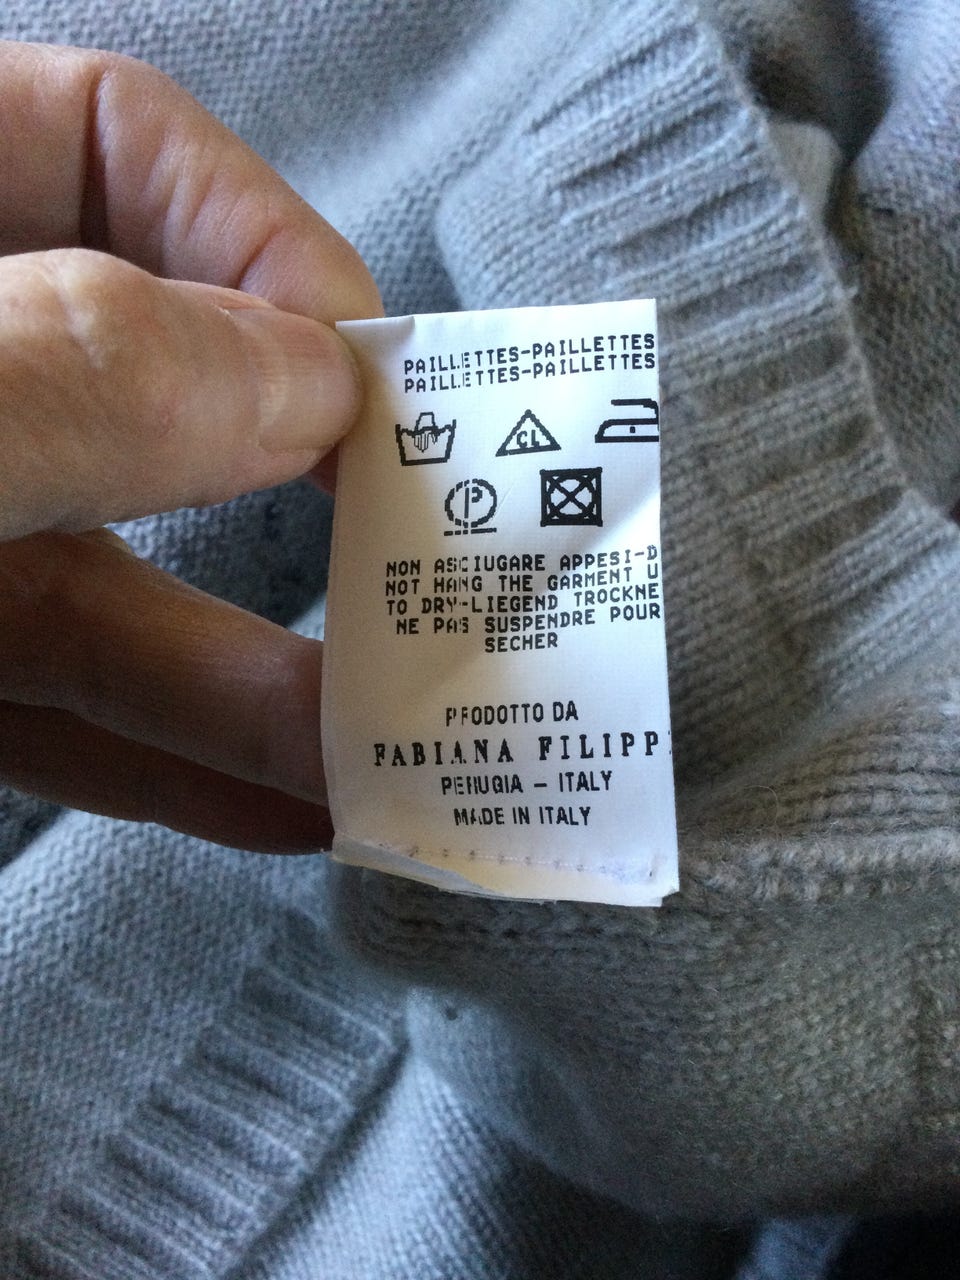 PAILLETTES-PAILLETTES
PAILLETTES-PAILLETTES
CL
P
NON ASCIUGARE APPESI-D
NOT HANG THE GARMENT U
TO DRY-LIEGEND TROCKNE
NE PAS SUSPENDRE POUR
SECHER
PRODOTTO DA
FABIANA FILIPP
PERUGIA – ITALY
MADE IN ITALY